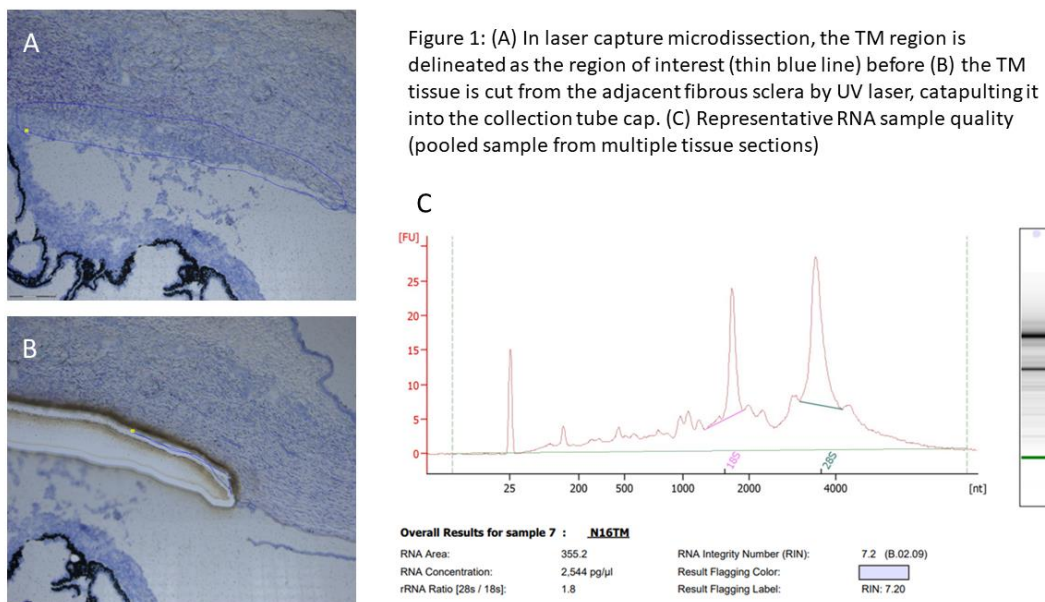 A
Figure 1: (A) In laser capture microdissection, the TM region is
delineated as the region of interest (thin blue line) before (B) the TM
tissue is cut from the adjacent fibrous sclera by UV laser, catapulting it
into the collection tube cap. (C) Representative RNA sample quality
(pooled sample from multiple tissue sections)
B
C
[FU]
25
20
15
10
5
0
18S
28S
25
200
500
1000
2000
4000
[nt]
Overall Results for sample 7 : N16TM
RNA Area: 355.2
RNA Concentration: 2,544 pg/µl
rRNA Ratio [28s / 18s]: 1.8
RNA Integrity Number (RIN): 7.2 (B.02.09)
Result Flagging Color:
Result Flagging Label: RIN: 7.20